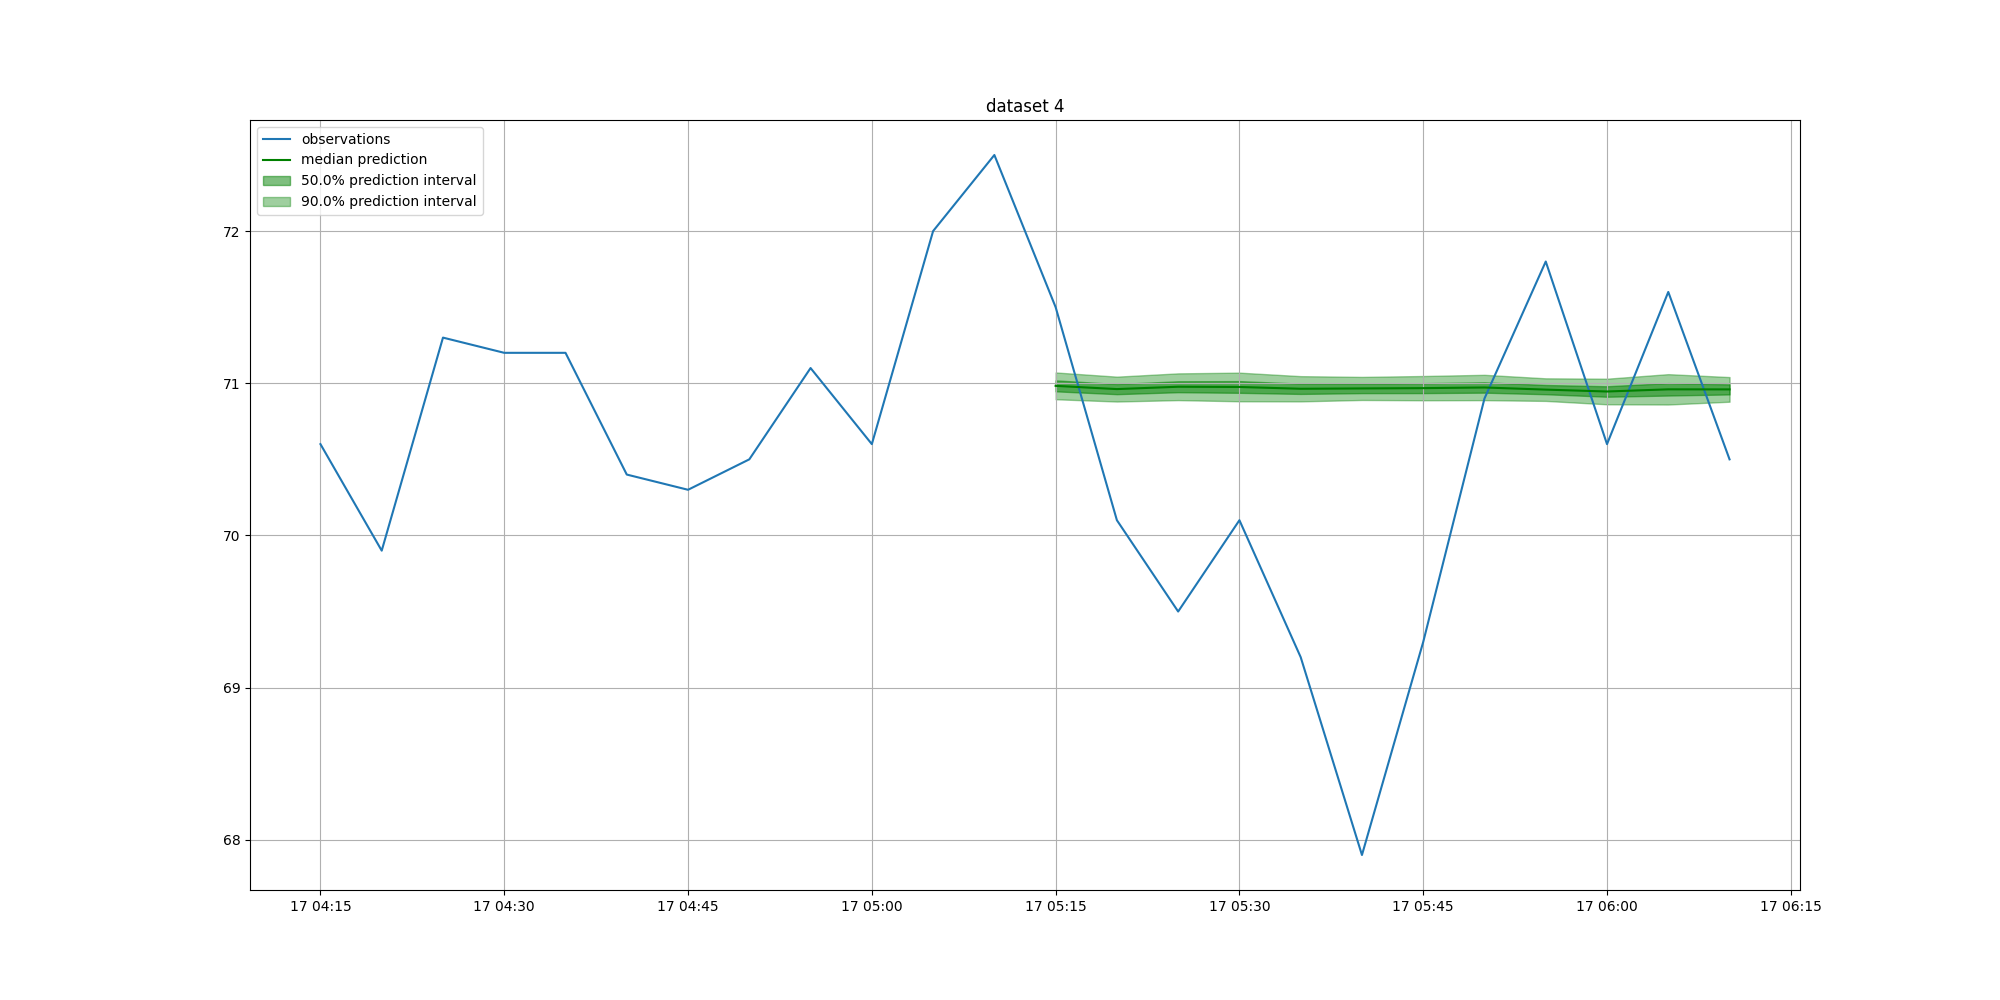 dataset 4
observations
median prediction
50.0% prediction interval
90.0% prediction interval
72
71
70
69
68
17 04:15 17 04:30 17 04:45 17 05:00 17 05:15 17 05:30 17 05:45 17 06:00 17 06:15